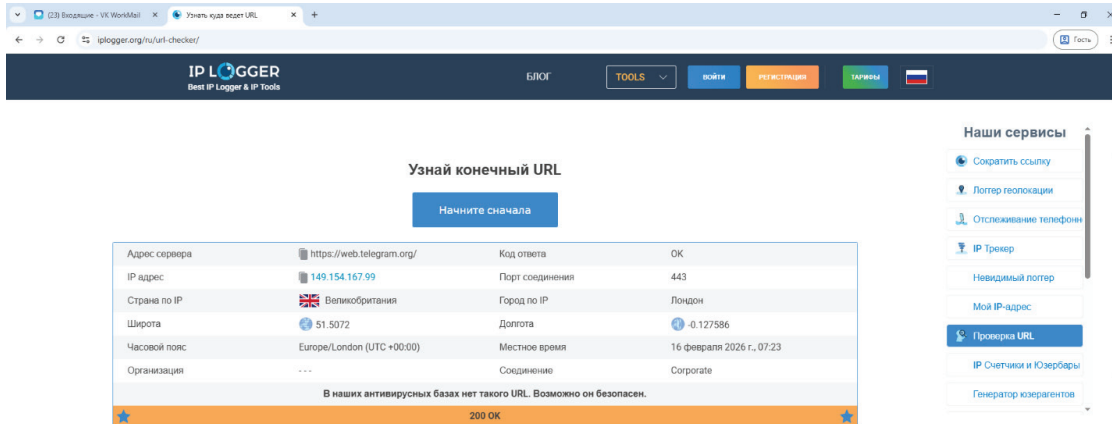 (23) Входящие - VK WorkMail
Узнать куда ведет URL
iplogger.org/ru/url-checker/
Гость
IP LOGGER
Best IP Logger & IP Tools
БЛОГ
TOOLS
ВОЙТИ
РЕГИСТРАЦИЯ
ТАРИФЫ
Узнай конечный URL
Начните сначала
Адрес сервера https://web.telegram.org/ Код ответа OK
IP адрес 149.154.167.99 Порт соединения 443
Страна по IP Великобритания Город по IP Лондон
Широта 51.5072 Долгота -0.127586
Часовой пояс Europe/London (UTC +00:00) Местное время 16 февраля 2026 г., 07:23
Организация - - - Соединение Corporate
В наших антивирусных базах нет такого URL. Возможно он безопасен.
200 OK
Наши сервисы
Сократить ссылку
Логгер геолокации
Отслеживание телефонн
IP Трекер
Невидимый логгер
Мой IP-адрес
Проверка URL
IP Счетчики и Юзербары
Генератор юзерагентов